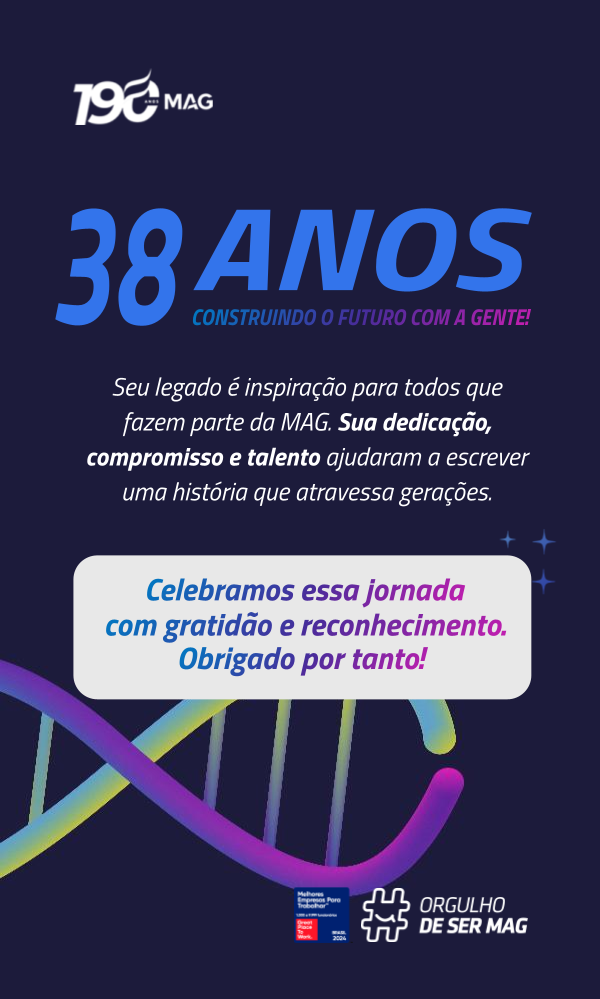 190 ANOS MAG
38 ANOS
CONSTRUINDO O FUTURO COM A GENTE!
Seu legado é inspiração para todos que
fazem parte da MAG. Sua dedicação,
compromisso e talento ajudaram a escrever
uma história que atravessa gerações.
Celebramos essa jornada
com gratidão e reconhecimento.
Obrigado por tanto!
Melhores
Empresas Para
Trabalhar™
Great
Place
To
Work.
BRASIL
2024
ORGULHO
DE SER MAG